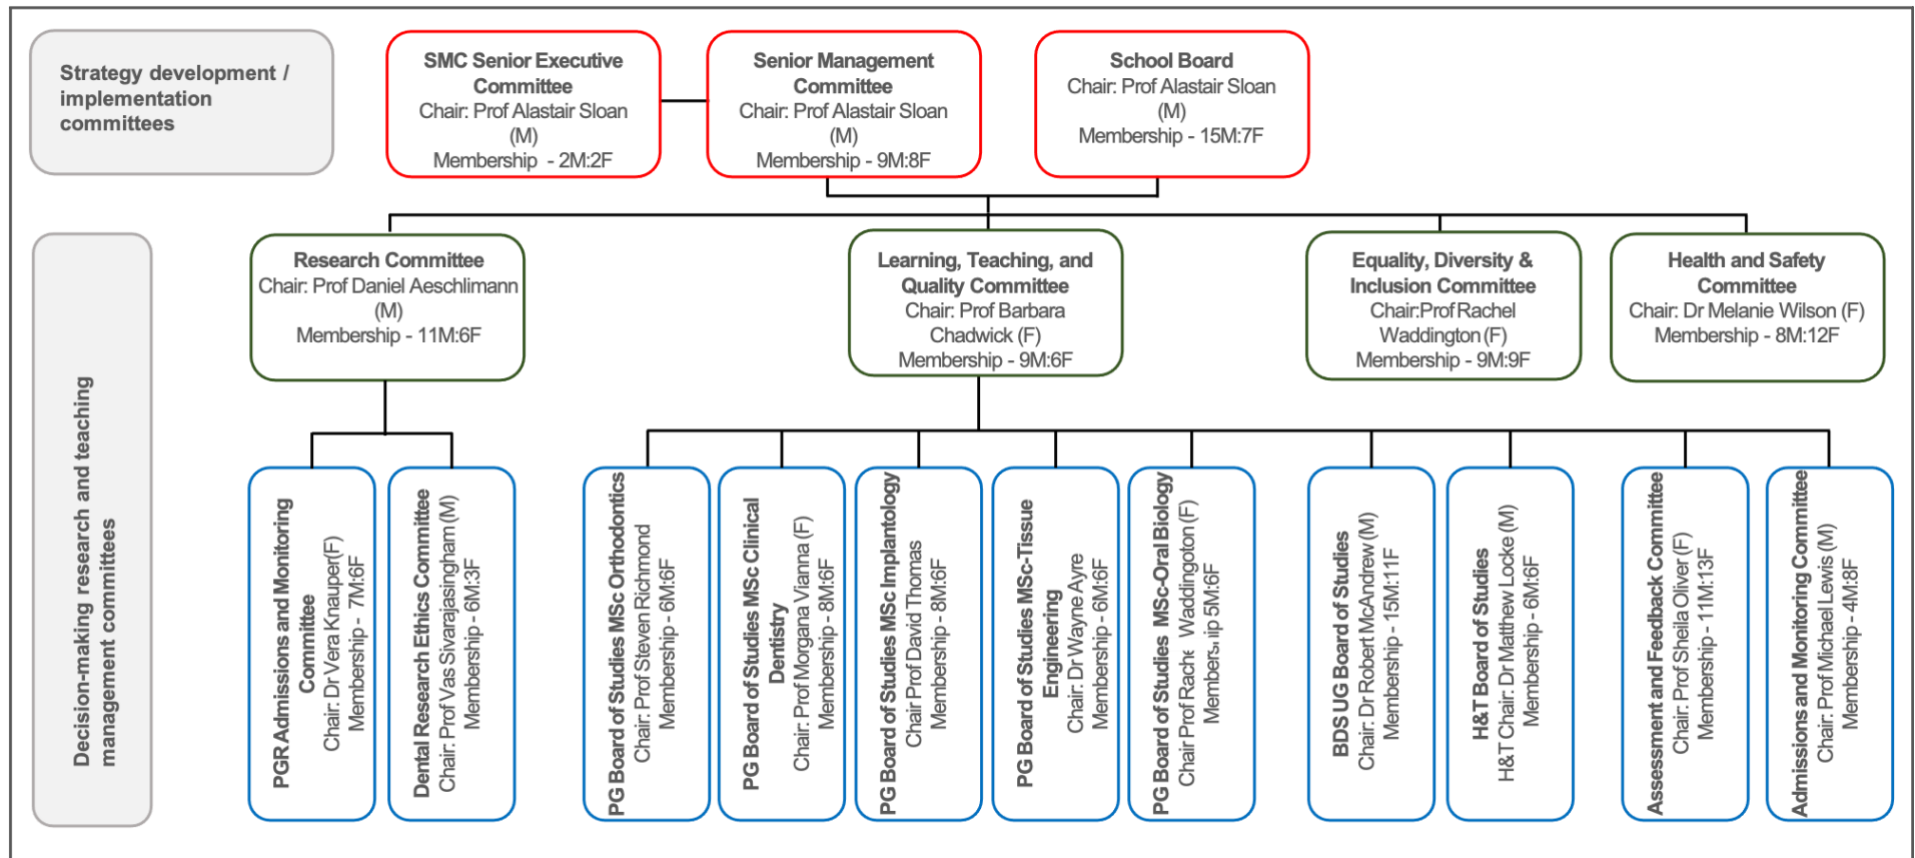 Strategy development /
implementation
committees
SMC Senior Executive
Committee
Chair: Prof Alastair Sloan
(M)
Membership - 2M:2F
Senior Management
Committee
Chair: Prof Alastair Sloan
(M)
Membership - 9M:8F
School Board
Chair: Prof Alastair Sloan
(M)
Membership - 15M:7F
Decision-making research and teaching
management committees
Research Committee
Chair: Prof Daniel Aeschlimann
(M)
Membership - 11M:6F
Learning, Teaching, and
Quality Committee
Chair: Prof Barbara
Chadwick (F)
Membership - 9M:6F
Equality, Diversity &
Inclusion Committee
Chair:Prof Rachel
Waddington (F)
Membership - 9M:9F
Health and Safety
Committee
Chair: Dr Melanie Wilson (F)
Membership - 8M:12F
PGR Admissions and Monitoring
Committee
Chair: Dr Vera Knauper(F)
Membership - 7M:6F
Dental Research Ethics Committee
Chair: Prof Vas Sivarajasingham (M)
Membership - 6M:3F
PG Board of Studies MSc Orthodontics
Chair: Prof Steven Richmond
Membership - 6M:6F
PG Board of Studies MSc Clinical
Dentistry
Chair: Prof Morgana Vianna (F)
Membership - 8M:6F
PG Board of Studies MSc Implantology
Chair Prof David Thomas
Membership - 8M:6F
PG Board of Studies MSc-Tissue
Engineering
Chair: Dr Wayne Ayre
Membership - 6M:6F
PG Board of Studies MSc-Oral Biology
Chair Prof Waddingoton (F)
5M:6F
BDS UG Board of Studies
Chair: Dr Robert McAndrew (M)
Membership - 15M:11F
H&T Board of Studies
H&T Chair: Dr Matthew Locke (M)
Membership - 6M:6F
Assessment and Feedback Committee
Chair: Prof Sheila Oliver (F)
Membership - 11M:13F
Admissions and Monitoring Committee
Chair: Prof Michael Lewis (M)
Membership - 4M:8F